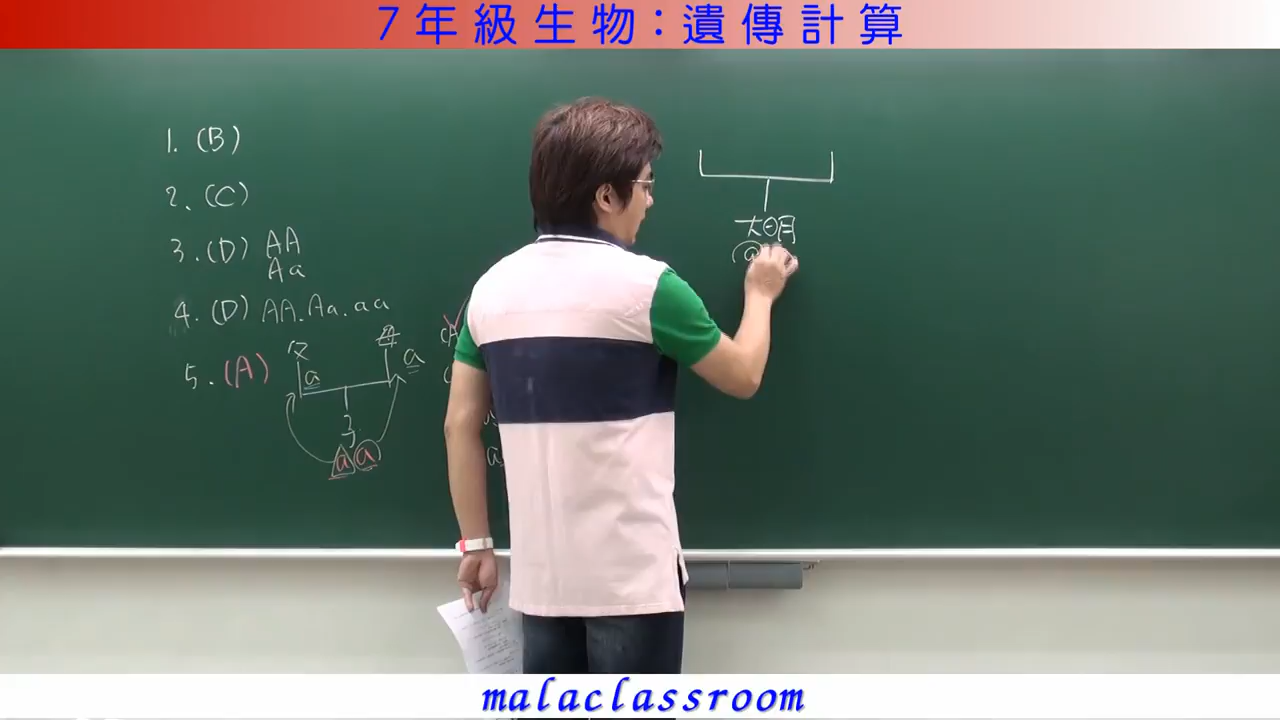 7年級生物:遺傳計算
1. (B)
2. (C)
3. (D) AA
Aa
4. (D) AA.Aa.aa
5. (A)
父
母
a
a
子
a a
(A
a
大明
a
malaclassroom